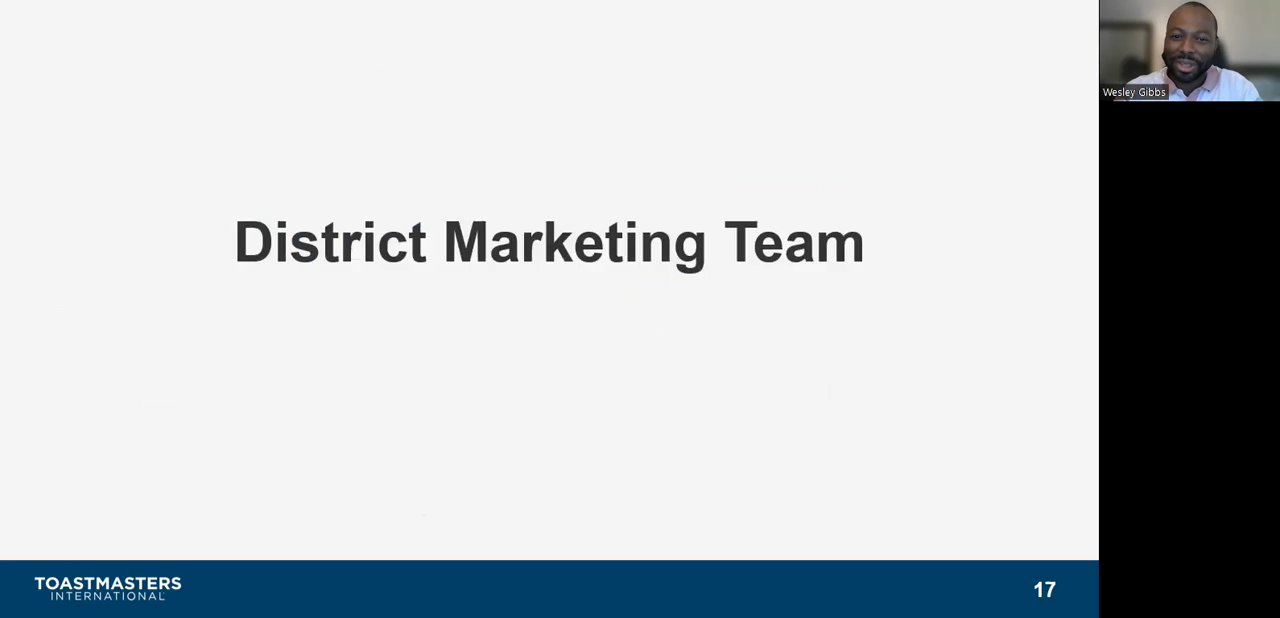 District Marketing Team
Wesley Gibbs
TOASTMASTERS
INTERNATIONAL
17